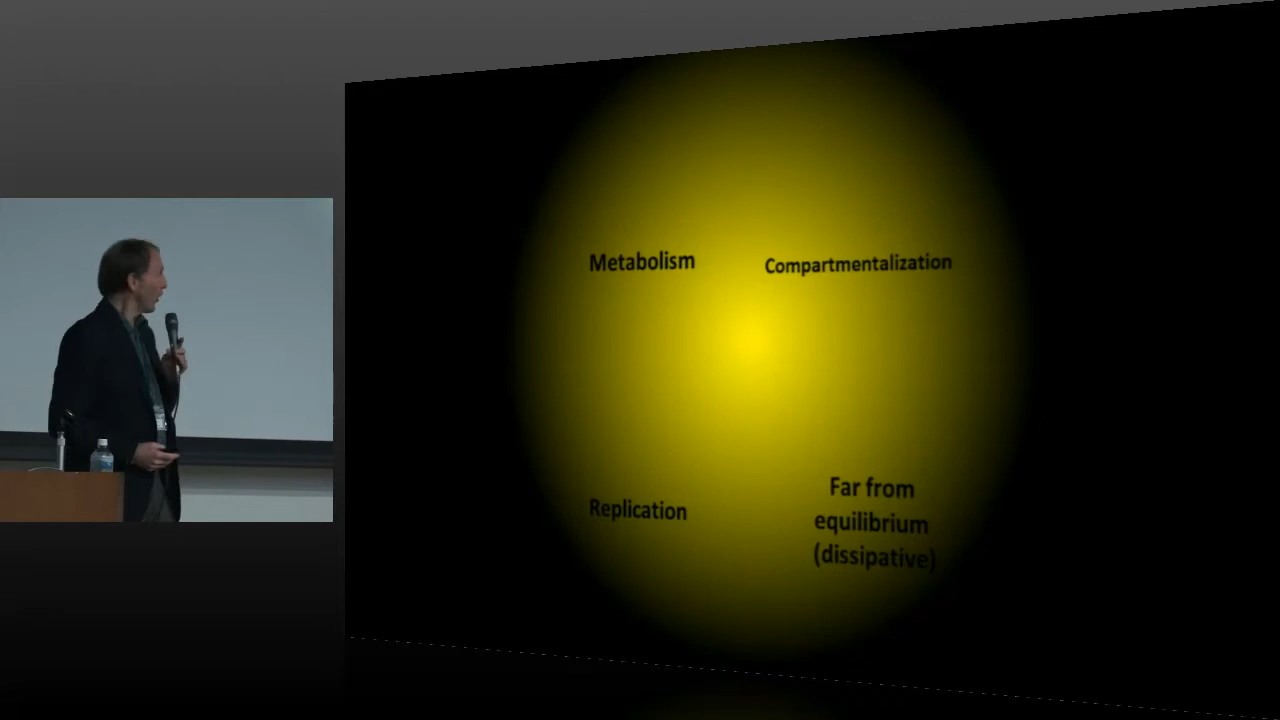 Metabolism
Compartmentalization
Replication
Far from
equilibrium
(dissipative)